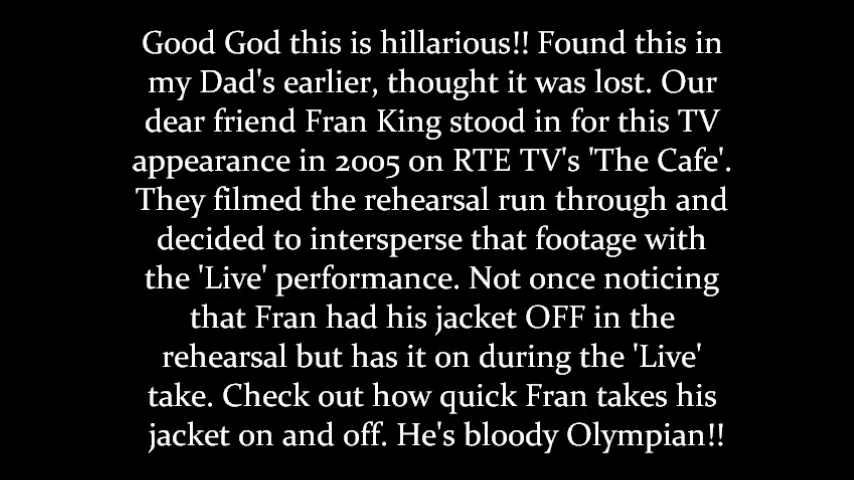 Good God this is hillarious!! Found this in
my Dad's earlier, thought it was lost. Our
dear friend Fran King stood in for this TV
appearance in 2005 on RTE TV's 'The Cafe'.
They filmed the rehearsal run through and
decided to intersperse that footage with
the 'Live' performance. Not once noticing
that Fran had his jacket OFF in the
rehearsal but has it on during the 'Live'
take. Check out how quick Fran takes his
jacket on and off. He's bloody Olympian!!